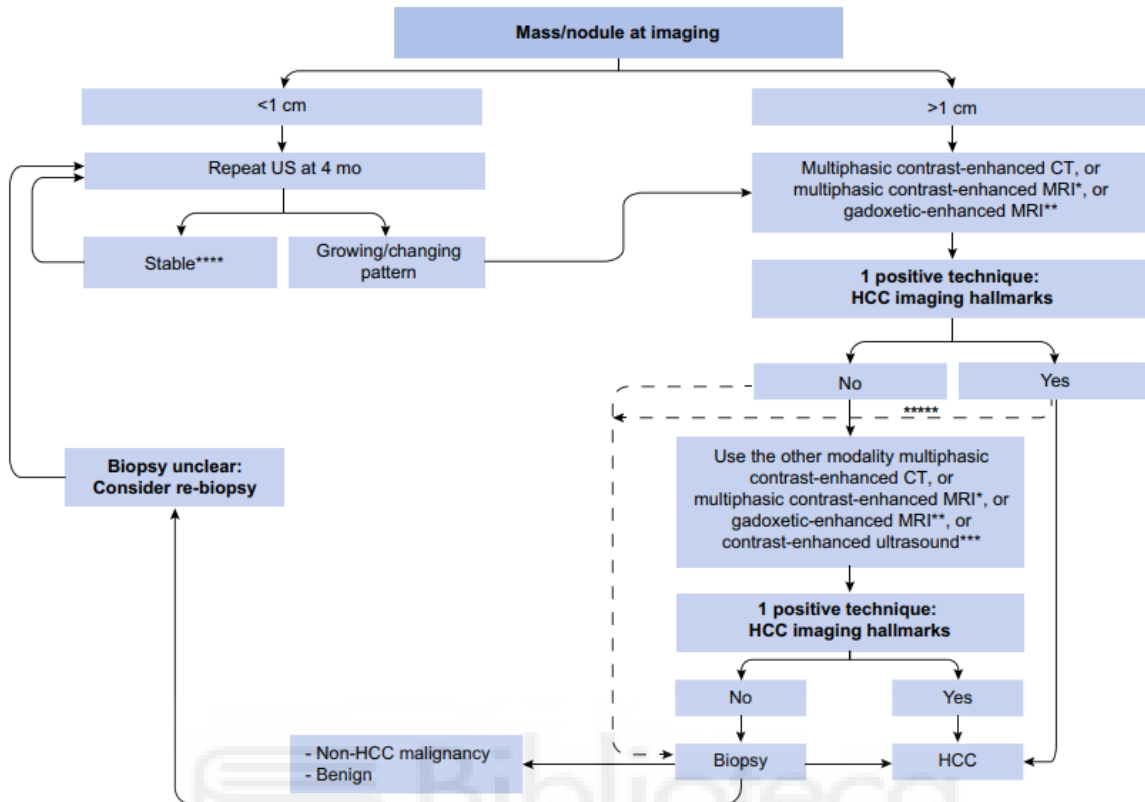 Mass/nodule at imaging
<1 cm
>1 cm
Repeat US at 4 mo
Multiphasic contrast-enhanced CT, or
multiphasic contrast-enhanced MRI*, or
gadoxetic-enhanced MRI**
Stable****
Growing/changing
pattern
1 positive technique:
HCC imaging hallmarks
No
Yes
*****
Use the other modality multiphasic
contrast-enhanced CT, or
multiphasic contrast-enhanced MRI*, or
gadoxetic-enhanced MRI**, or
contrast-enhanced ultrasound***
Biopsy unclear:
Consider re-biopsy
1 positive technique:
HCC imaging hallmarks
No
Yes
- Non-HCC malignancy
- Benign
Biopsy
HCC
Biblioteca